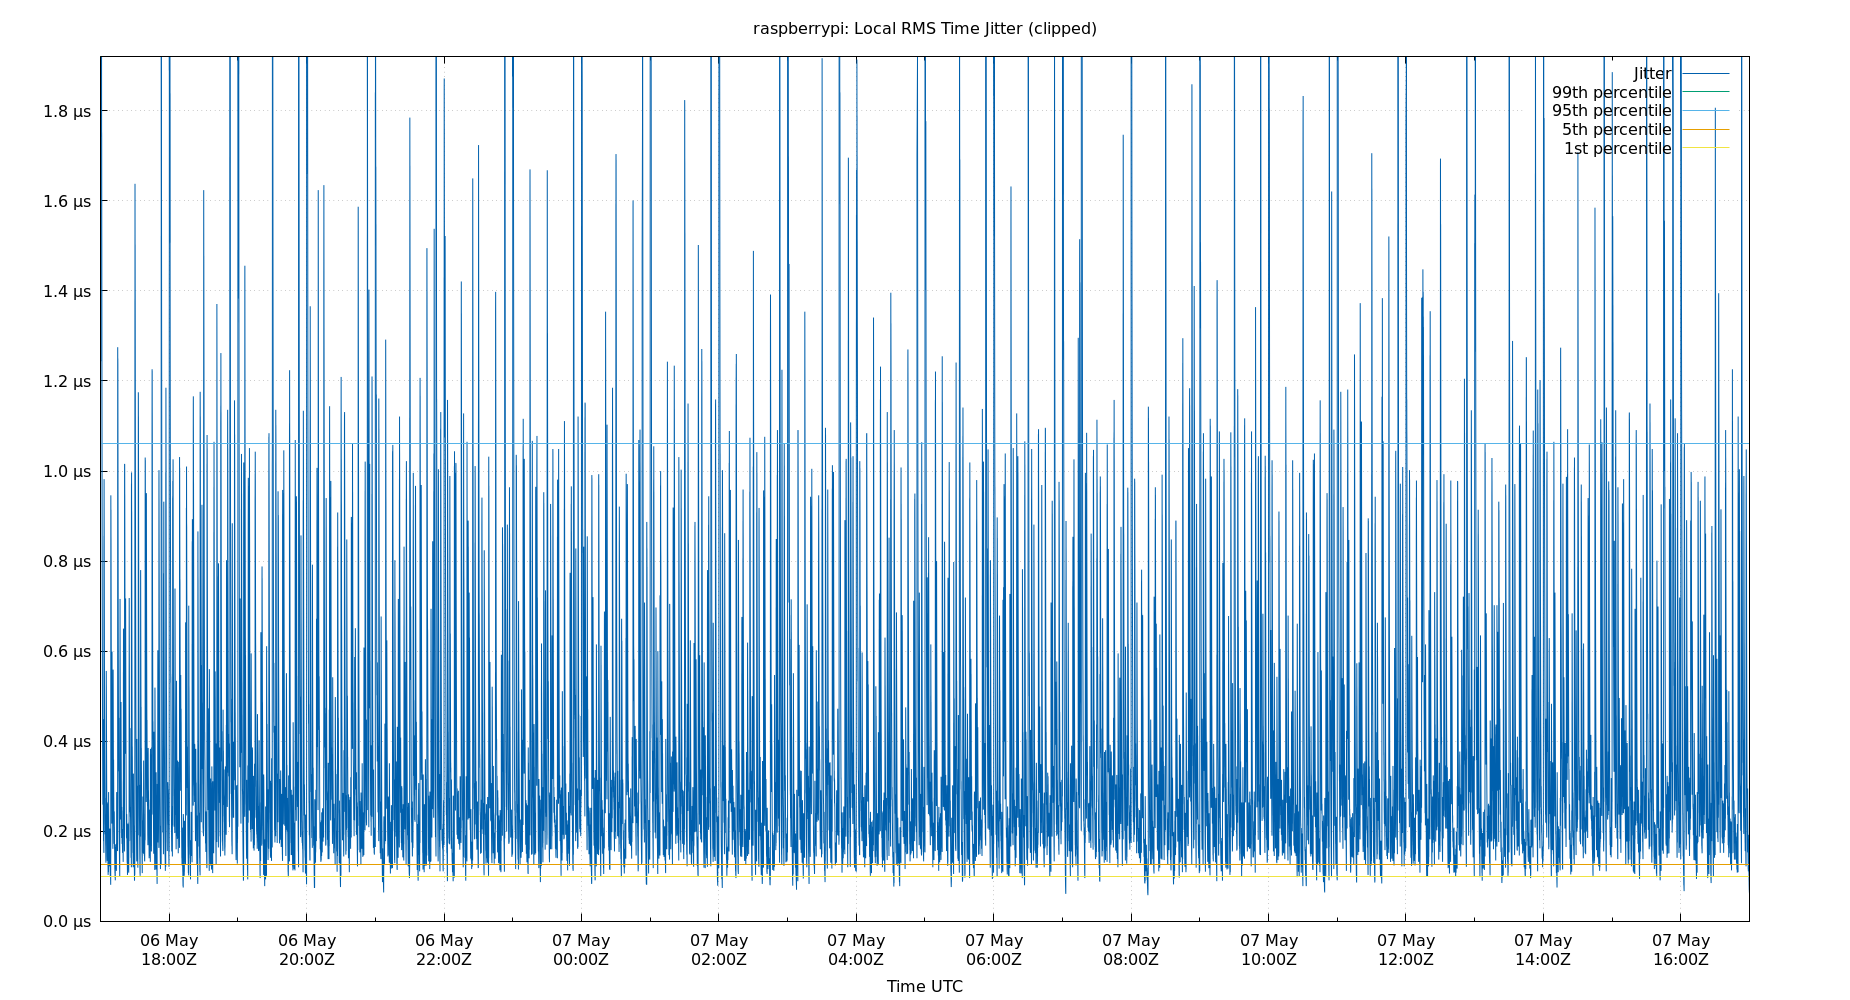 raspberrypi: Local RMS Time Jitter (clipped)
Jitter
99th percentile
95th percentile
5th percentile
1st percentile
1.8 μs
1.6 μs
1.4 μs
1.2 μs
1.0 μs
0.8 μs
0.6 μs
0.4 μs
0.2 μs
0.0 μs
06 May 06 May 06 May 07 May 07 May 07 May 07 May 07 May 07 May 07 May 07 May 07 May
18:00Z 20:00Z 22:00Z 00:00Z 02:00Z 04:00Z 06:00Z 08:00Z 10:00Z 12:00Z 14:00Z 16:00Z
Time UTC